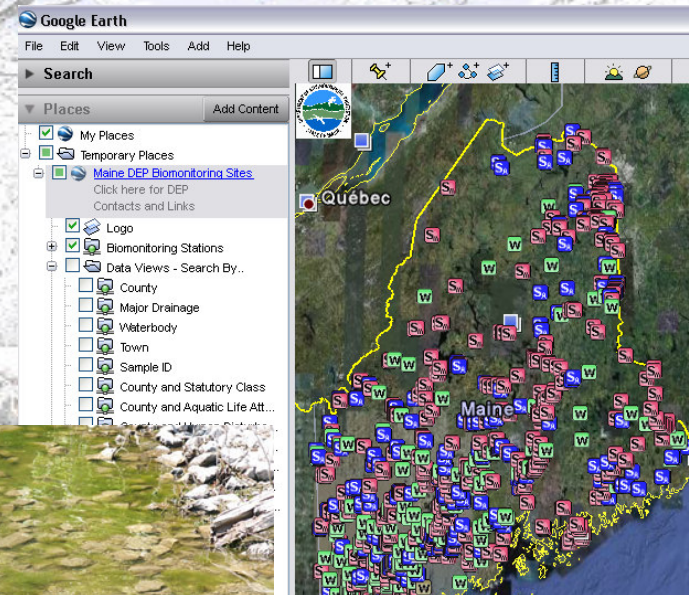 Google Earth
File Edit View Tools Add Help
Search
Places Add Content
My Places
Temporary Places
Maine DEP Biomonitoring Sites
Click here for DEP
Contacts and Links
Logo
Biomonitoring Stations
Data Views - Search By..
County
Major Drainage
Waterbody
Town
Sample ID
County and Statutory Class
County and Aquatic Life Att...
Québec
Maine